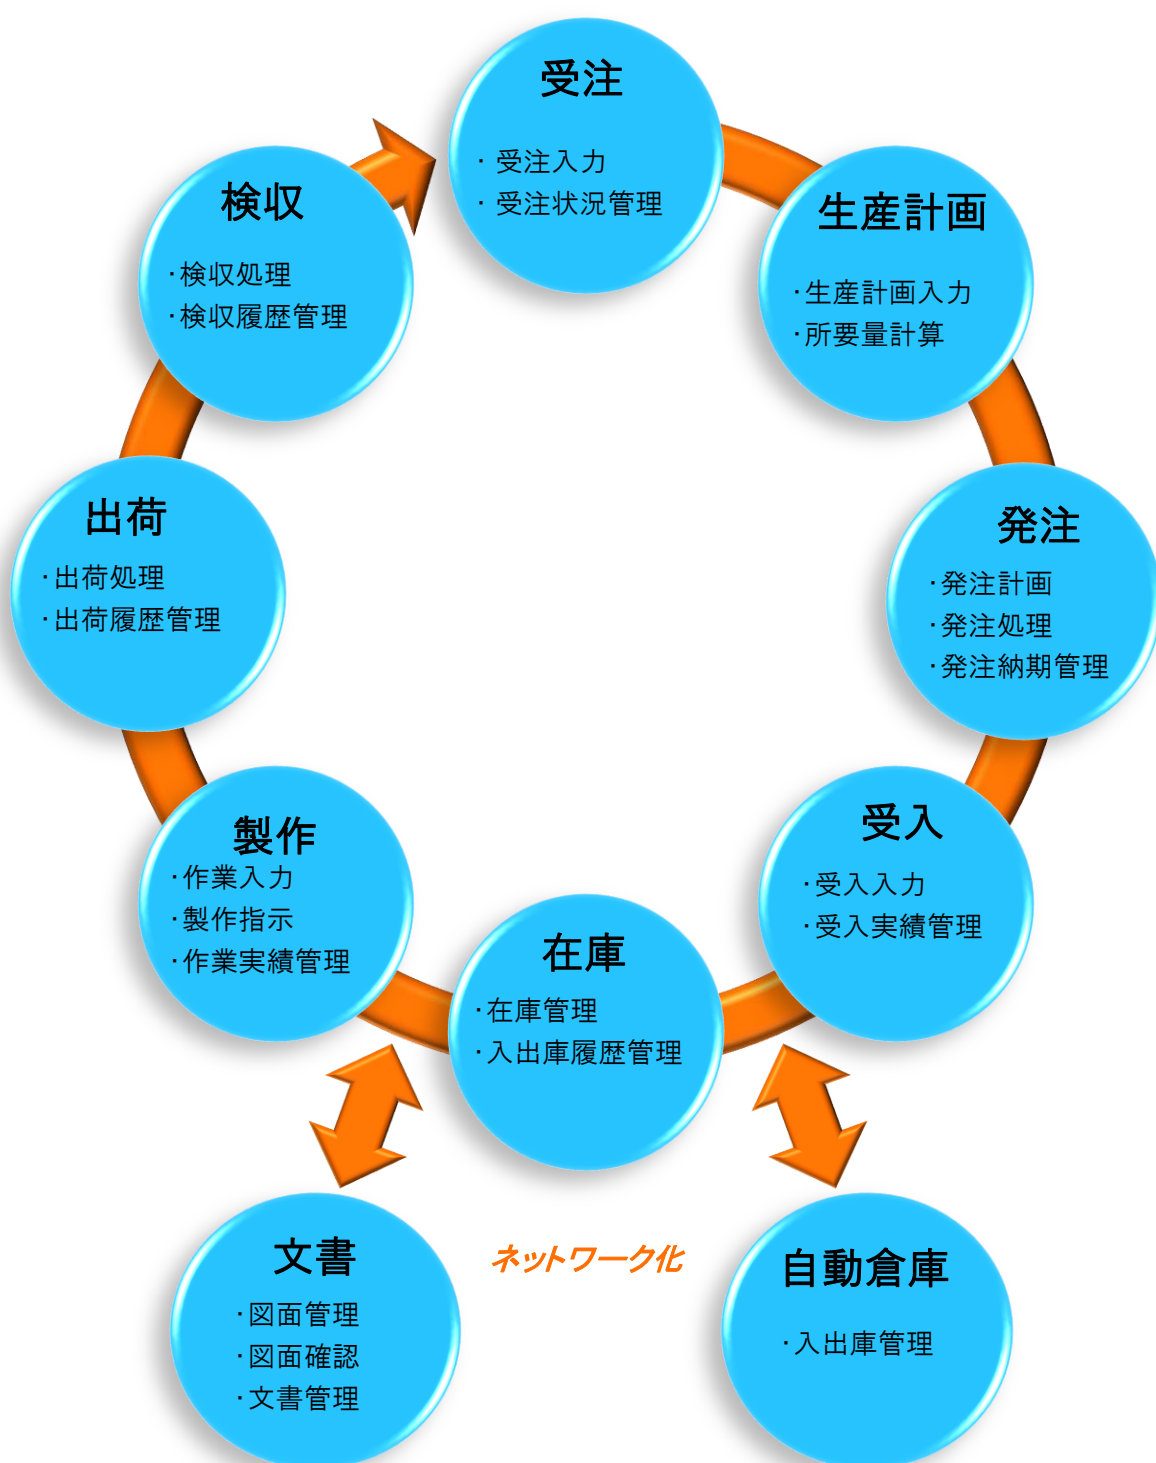 受注
・受注入力
・受注状況管理
生産計画
・生産計画入力
・所要量計算
発注
・発注計画
・発注処理
・発注納期管理
受入
・受入入力
・受入実績管理
在庫
・在庫管理
・入出庫履歴管理
製作
・作業入力
・製作指示
・作業実績管理
出荷
・出荷処理
・出荷履歴管理
検収
・検収処理
・検収履歴管理
文書
・図面管理
・図面確認
・文書管理
ネットワーク化
自動倉庫
・入出庫管理